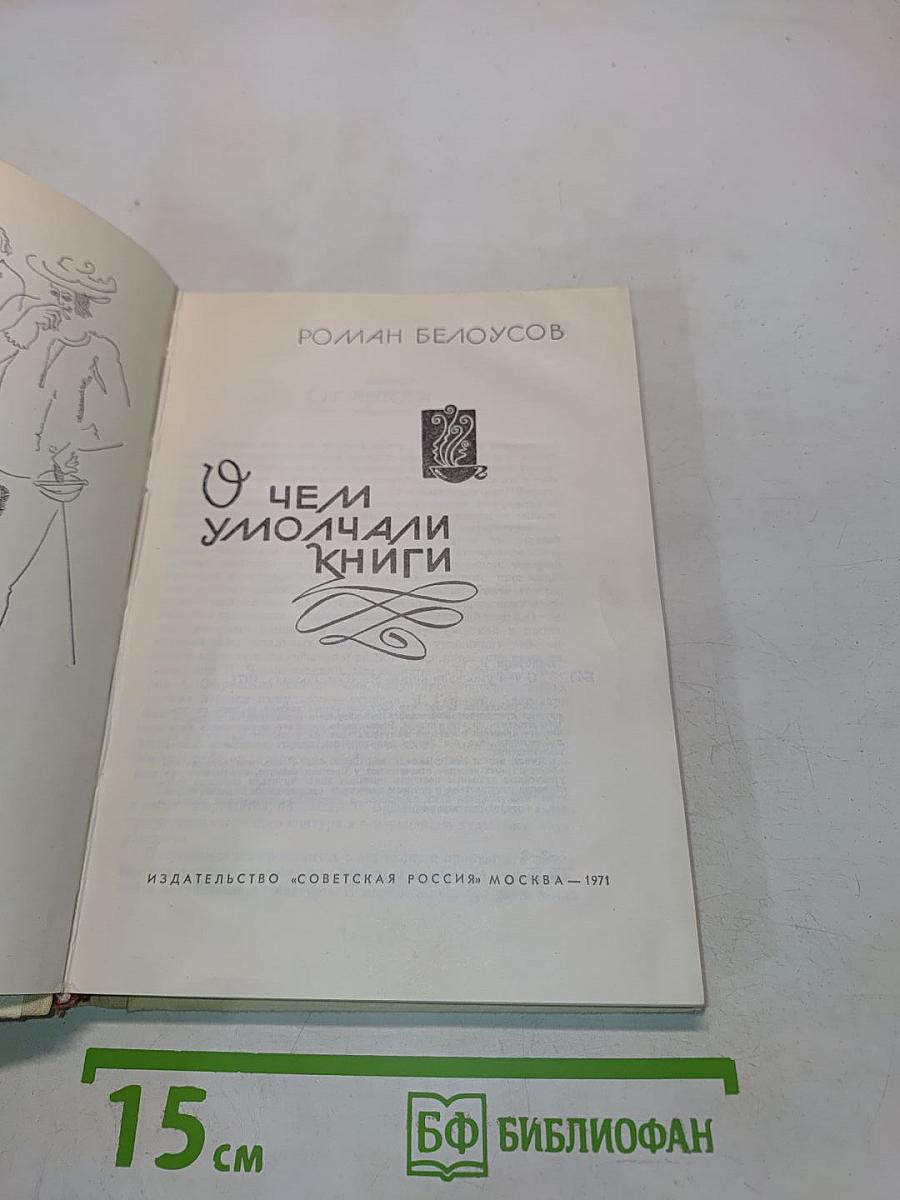 РОМАН БЕЛОУСОВ
О ЧЕМ
УМОЛЧАЛИ
КНИГИ
ИЗДАТЕЛЬСТВО «СОВЕТСКАЯ РОССИЯ» МОСКВА — 1971
15 см
БФ БИБЛИОФАН